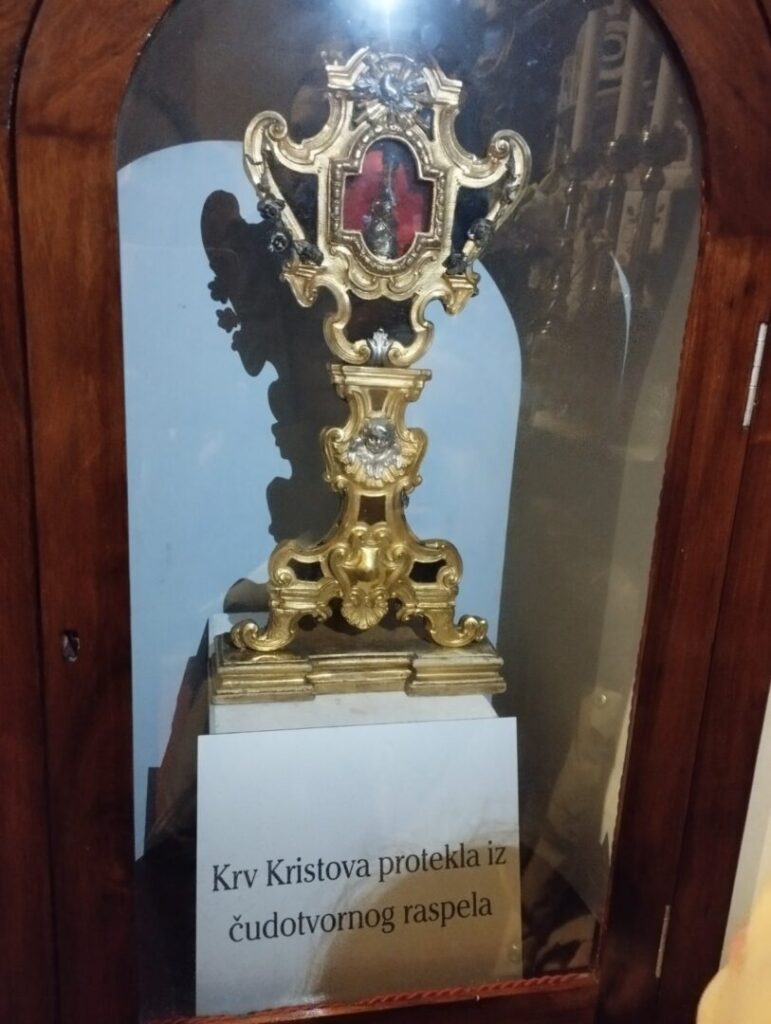 Krv Kristova protekla iz
čudotvornog raspela